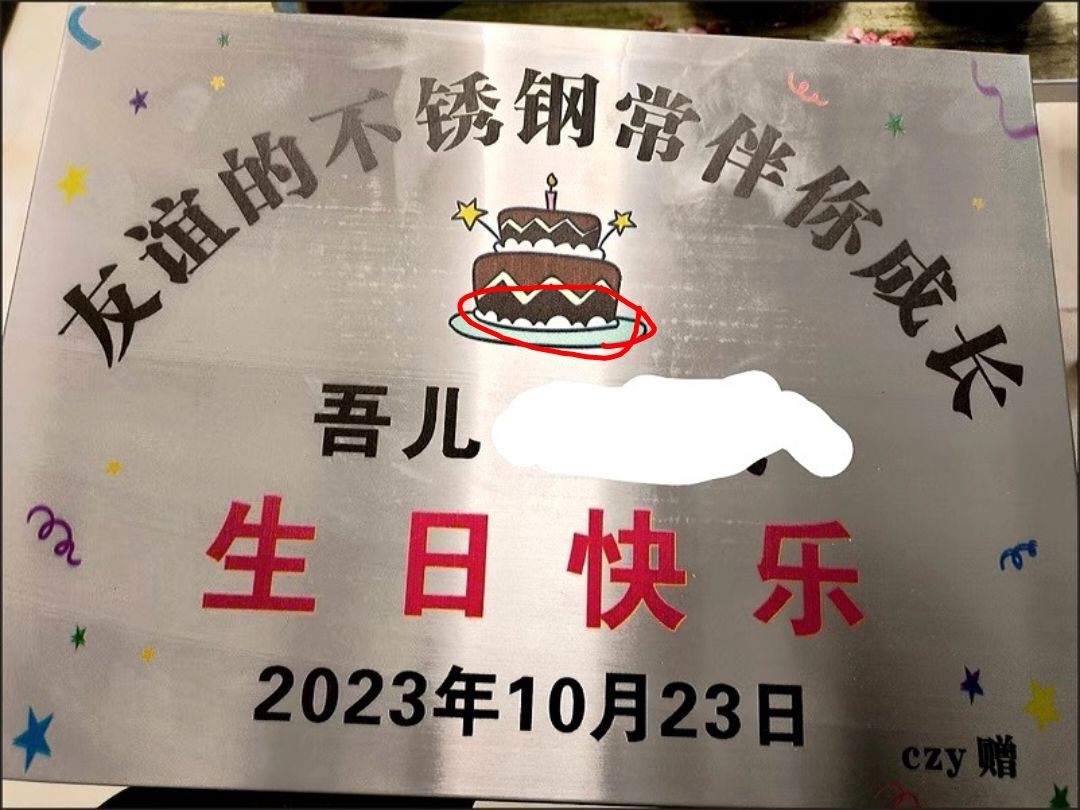 友谊的不锈钢常伴你成长
吾儿
生日快乐
2023年10月23日
czy 赠